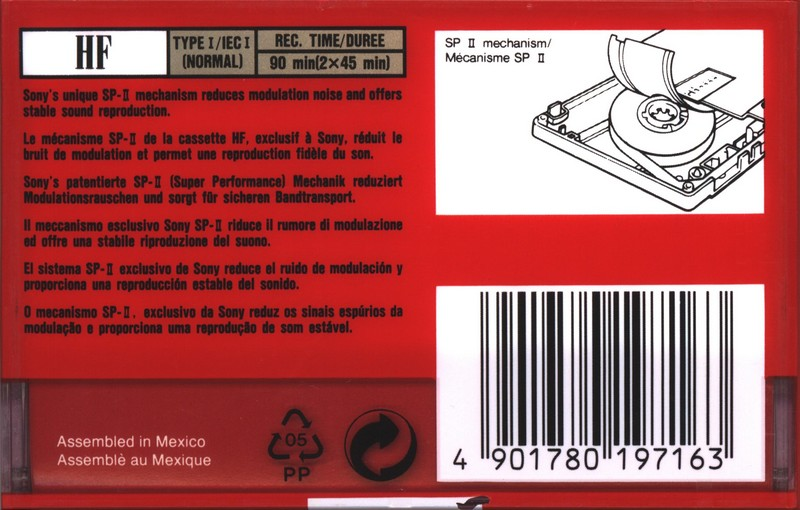 HF
TYPE I/IEC I
(NORMAL)
REC. TIME/DUREE
90 min(2×45 min)
Sony's unique SP-II mechanism reduces modulation noise and offers
stable sound reproduction.
Le mécanisme SP-II de la cassette HF, exclusif à Sony, réduit le
bruit de modulation et permet une reproduction fidèle du son.
Sony's patentierte SP-II (Super Performance) Mechanik reduziert
Modulationsrauschen und sorgt für sicheren Bandtransport.
Il meccanismo esclusivo Sony SP-II riduce il rumore di modulazione
ed offre una stabile riproduzione del suono.
El sistema SP-II exclusivo de Sony reduce el ruido de modulación y
proporciona una reproducción estable del sonido.
O mecanismo SP-II, exclusivo da Sony reduz os sinais espúrios da
modulação e proporciona uma reprodução de som estável.
SP II mechanism/
Mécanisme SP II
Assembled in Mexico
Assemblè au Mexique
05
PP
4 901780 197163